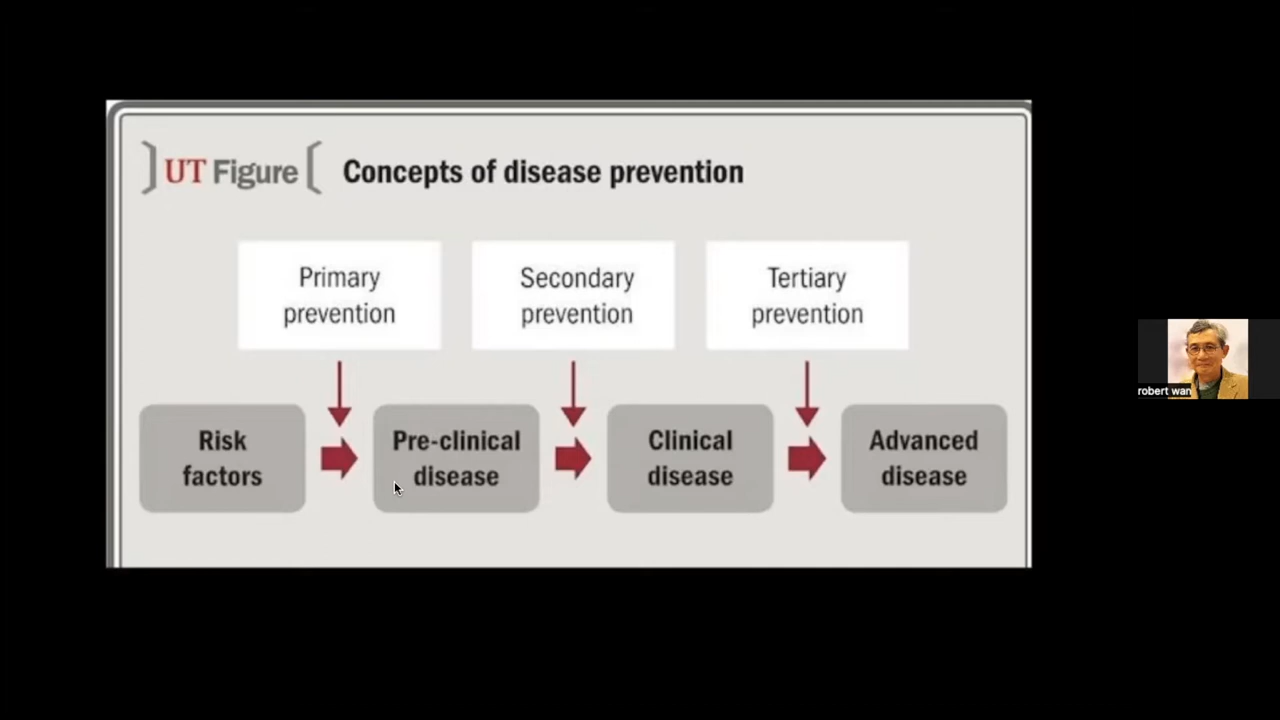 UT Figure Concepts of disease prevention
Primary
prevention
Secondary
prevention
Tertiary
prevention
Risk
factors
Pre-clinical
disease
Clinical
disease
Advanced
disease
robert wan